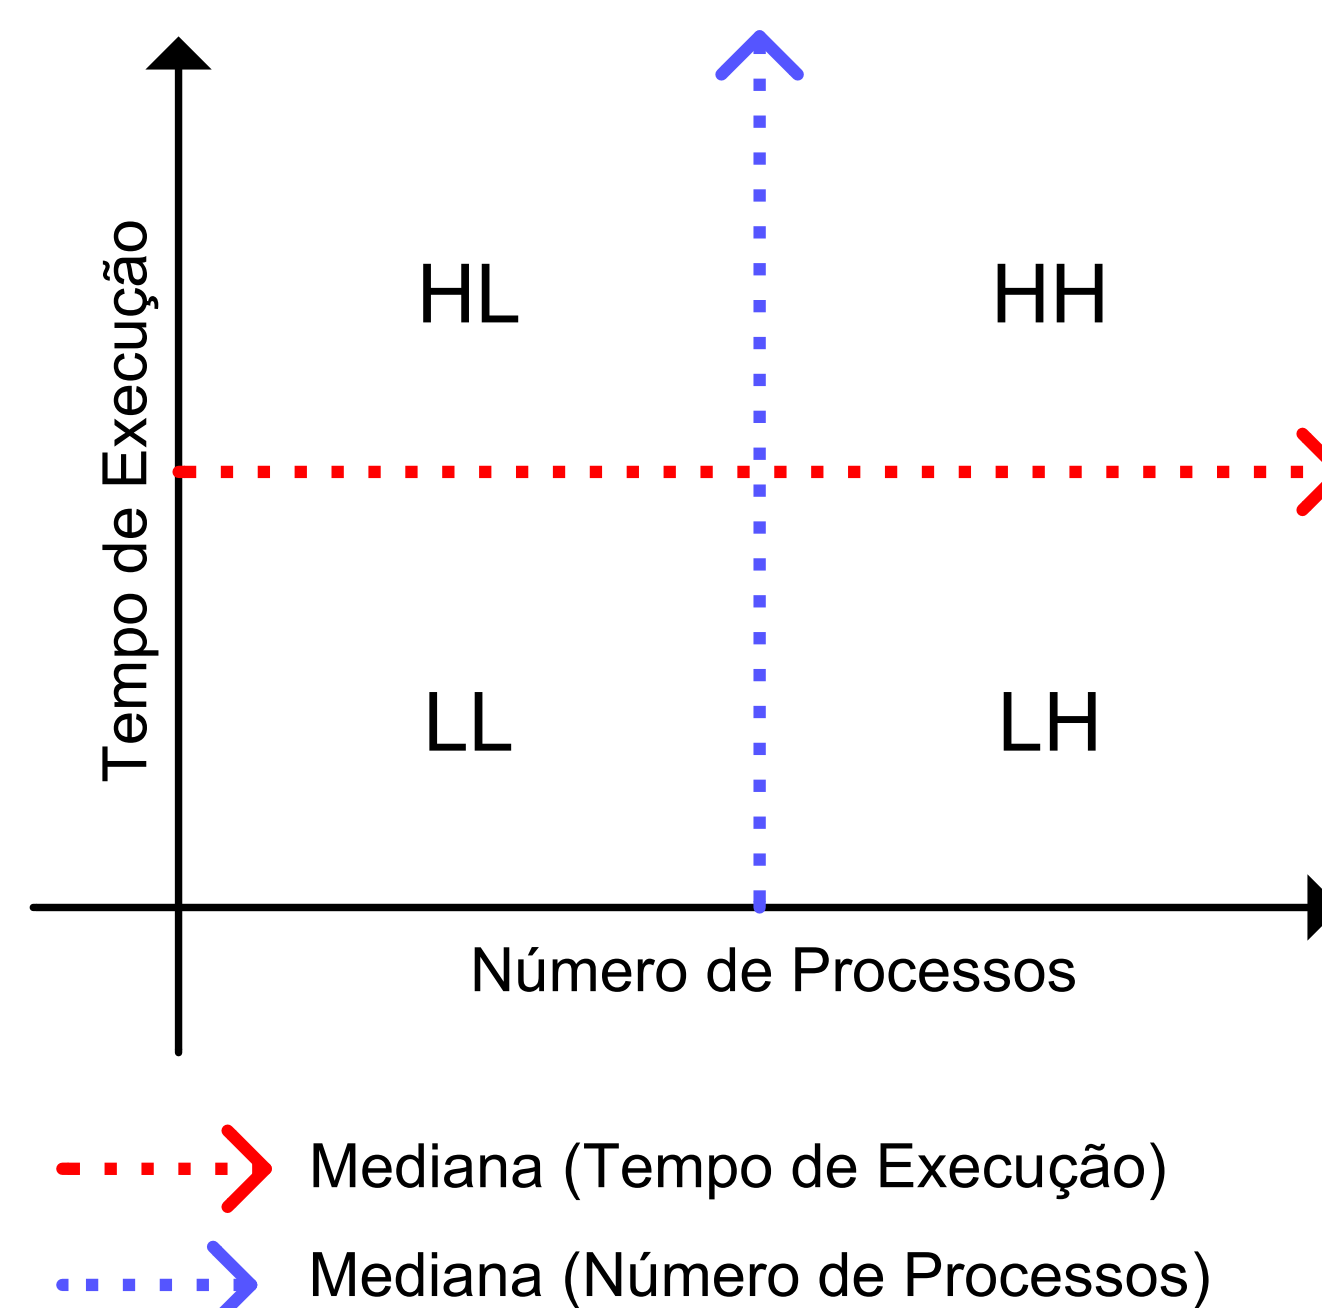 HL
HH
Tempo de Execução
LL
LH
Número de Processos
Mediana (Tempo de Execução)
Mediana (Número de Processos)